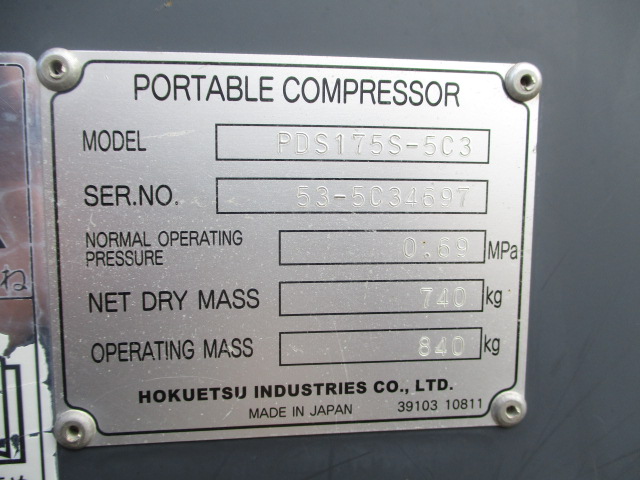 PORTABLE COMPRESSOR
MODEL PDS175S-5C3
SER.NO. 53-5C34697
NORMAL OPERATING
PRESSURE 0.69 MPa
NET DRY MASS 740 kg
OPERATING MASS 840 kg
HOKUETSU INDUSTRIES CO., LTD.
MADE IN JAPAN 39103 10811
ね